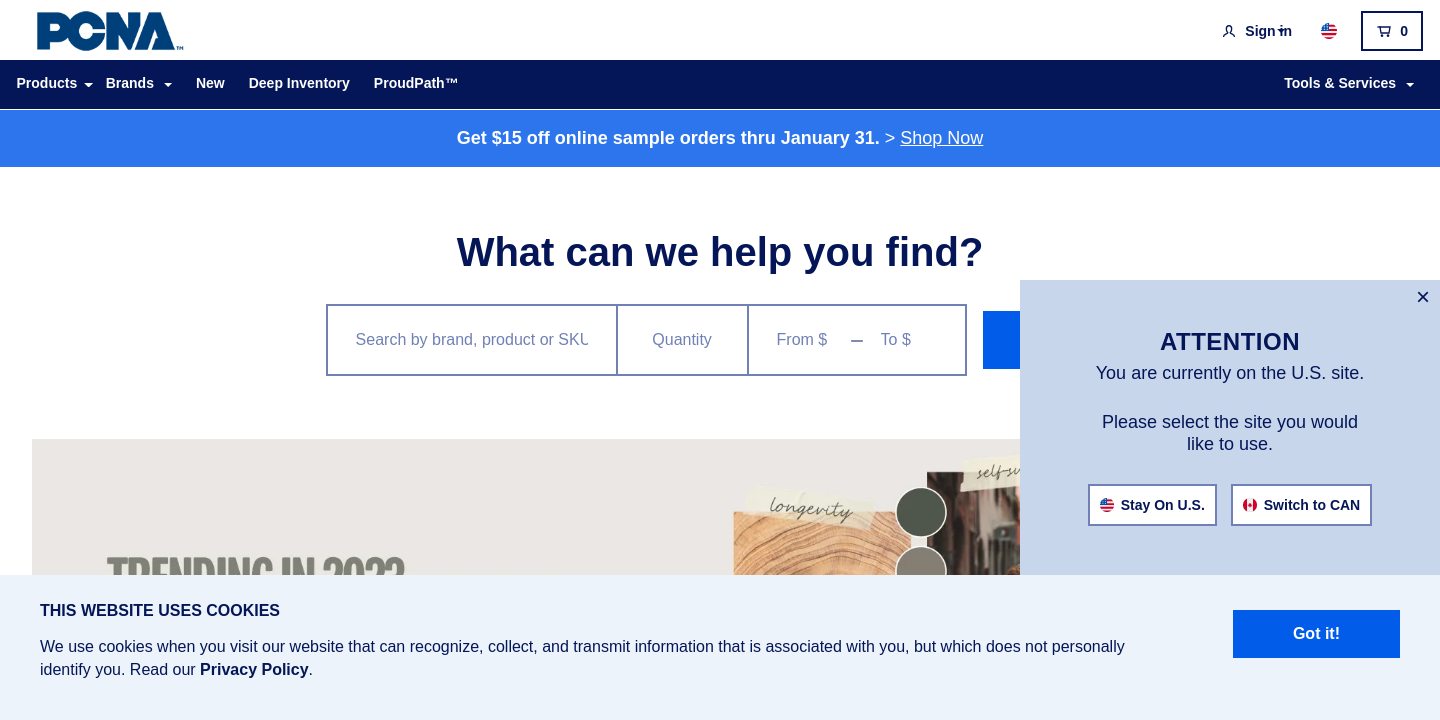 PCNA™
Sign in
0
Products
Brands
New
Deep Inventory
ProudPath™
Tools & Services
Get $15 off online sample orders thru January 31. > Shop Now
What can we help you find?
Search by brand, product or SKU
Quantity
From $
To $
×
ATTENTION
You are currently on the U.S. site.
Please select the site you would
like to use.
Stay On U.S.
Switch to CAN
longevity
TRENDING IN 2023
THIS WEBSITE USES COOKIES
We use cookies when you visit our website that can recognize, collect, and transmit information that is associated with you, but which does not personally
identify you. Read our Privacy Policy.
Got it!